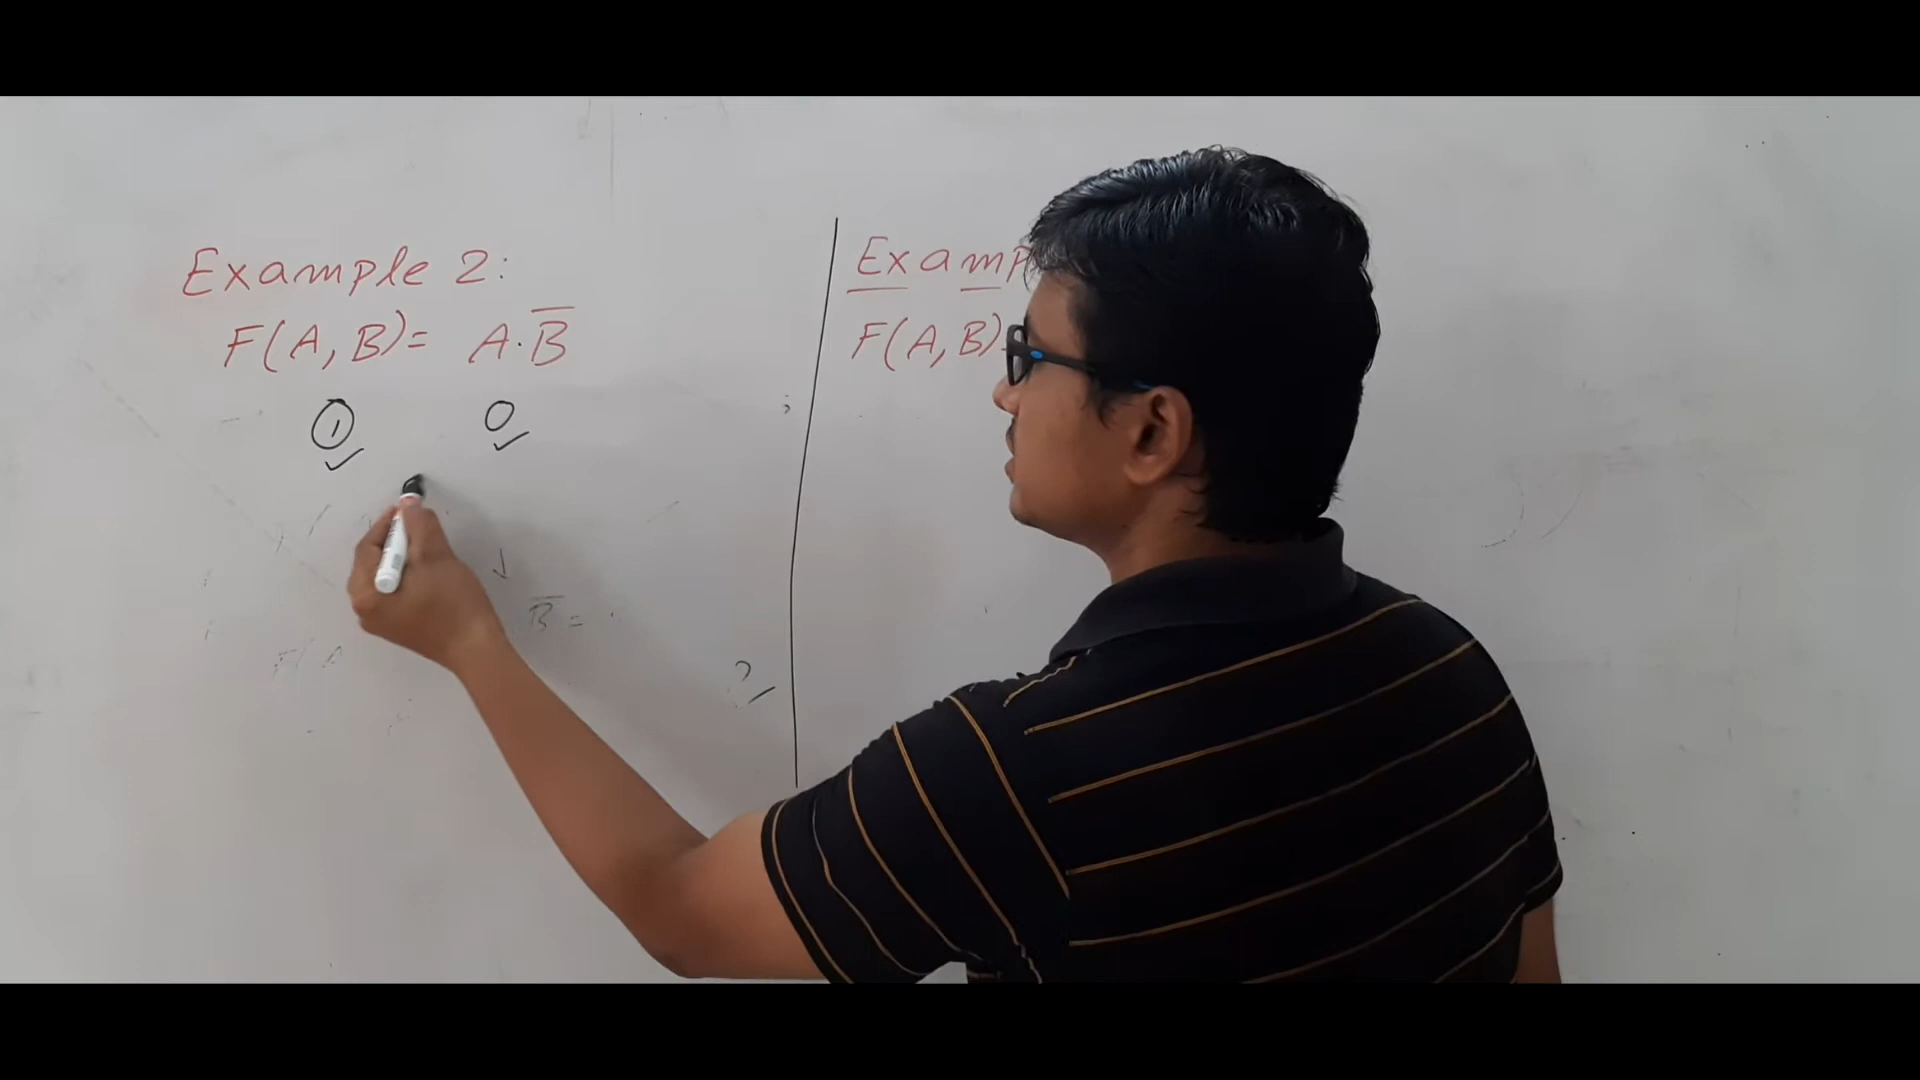 Example 2:
F(A, B) = A·B̅
1 0
B̅ =
Examp
F(A, B)